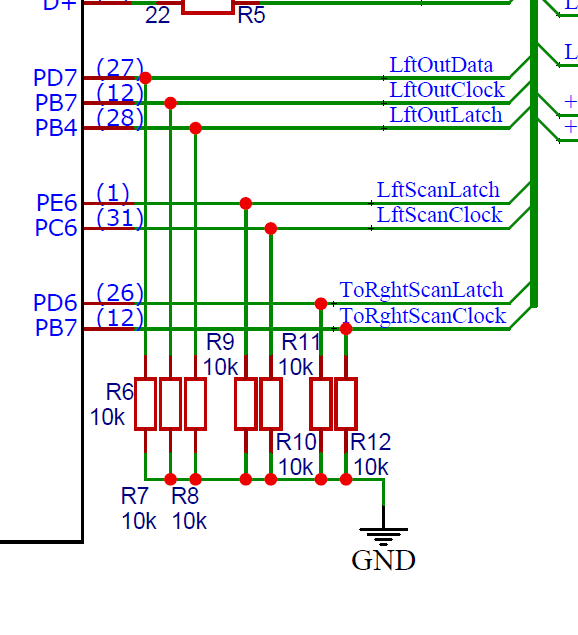 D+
22 R5
PD7 (27) LftOutData
PB7 (12) LftOutClock
PB4 (28) LftOutLatch
PE6 (1) LftScanLatch
PC6 (31) LftScanClock
PD6 (26) ToRghtScanLatch
PB7 (12) ToRghtScanClock
L
L
+
+
R9 R11
10k 10k
R6
10k
R10 R12
10k 10k
R7 R8
10k 10k
GND